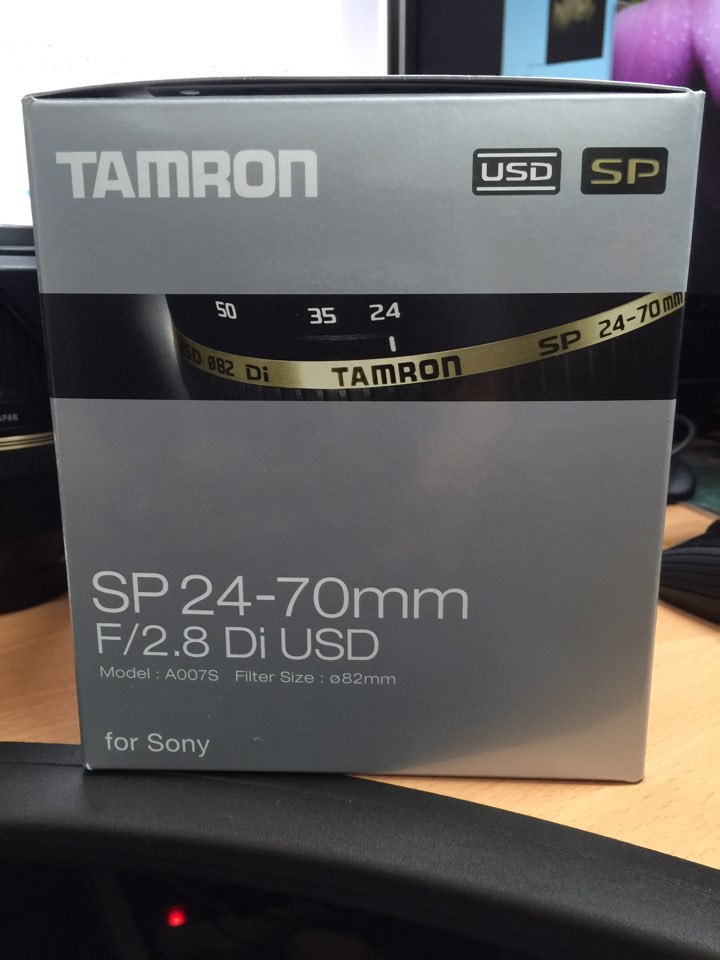 TAMRON
USD SP
50 35 24
USD ø82 Di TAMRON SP 24-70mm
SP 24-70mm
F/2.8 Di USD
Model : A007S Filter Size : ø82mm
for Sony